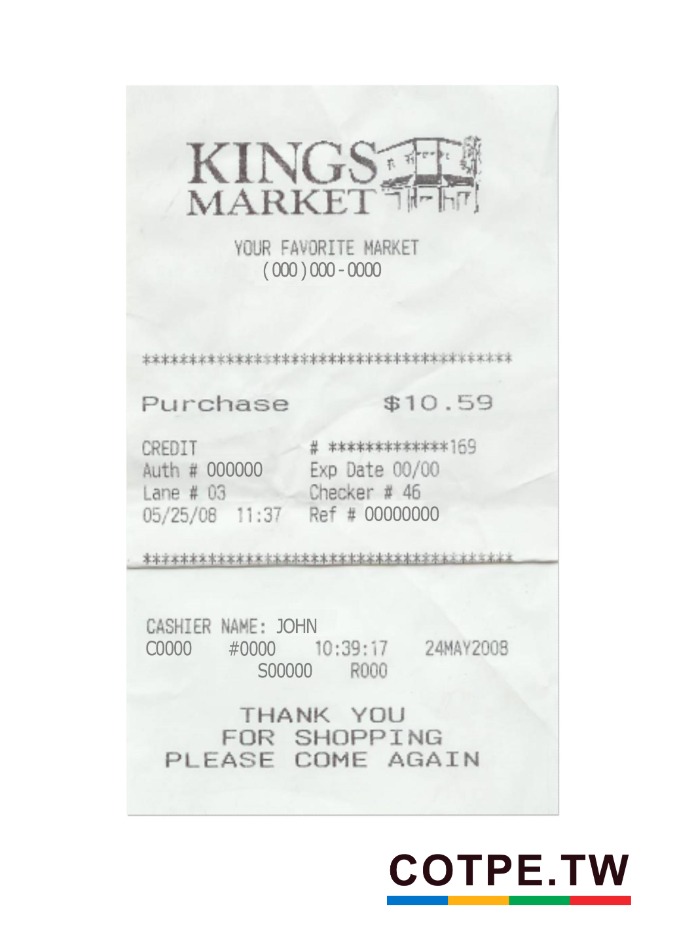 KINGS
MARKET
YOUR FAVORITE MARKET
(000)000-0000
****************************************
Purchase $10.59
CREDIT # *************169
Auth # 000000 Exp Date 00/00
Lane # 03 Checker # 46
05/25/08 11:37 Ref # 00000000
****************************************
CASHIER NAME: JOHN
C0000 #0000 10:39:17 24MAY2008
S00000 R000
THANK YOU
FOR SHOPPING
PLEASE COME AGAIN
COTPE.TW